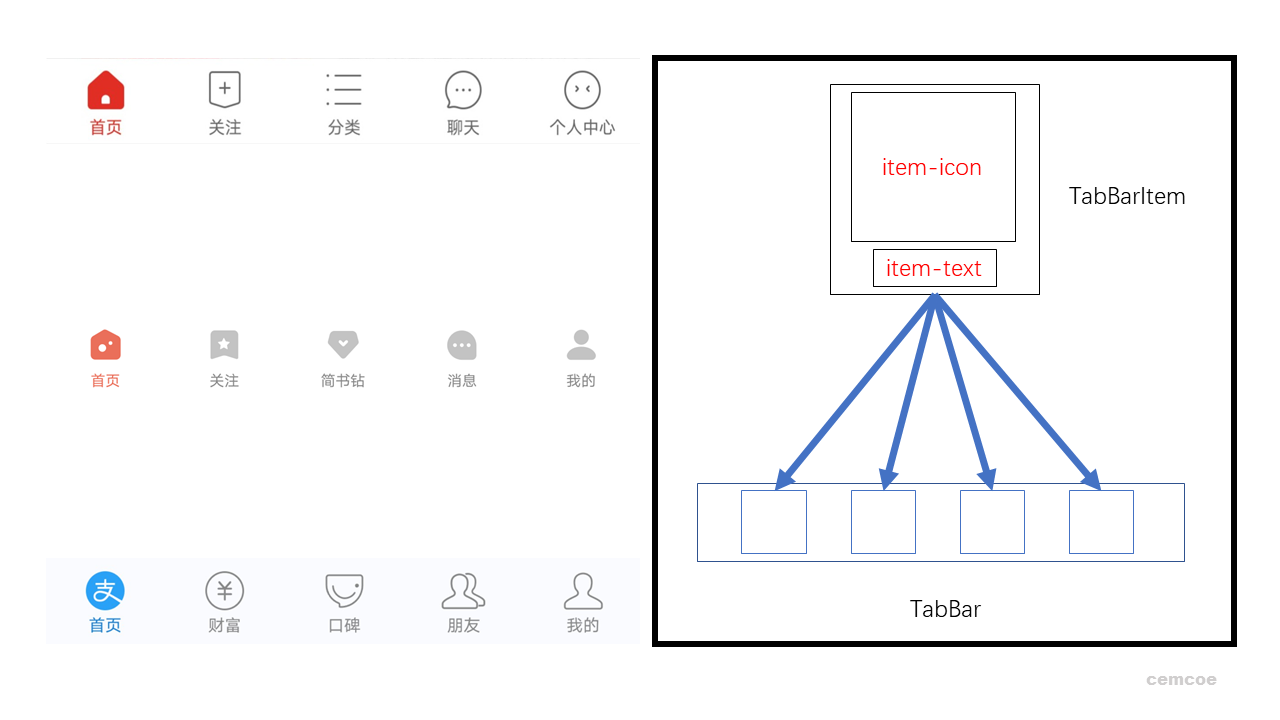 首页 关注 分类 聊天 个人中心
首页 关注 简书钻 消息 我的
支
¥
首页 财富 口碑 朋友 我的
item-icon
item-text
TabBarItem
TabBar
cemcoe